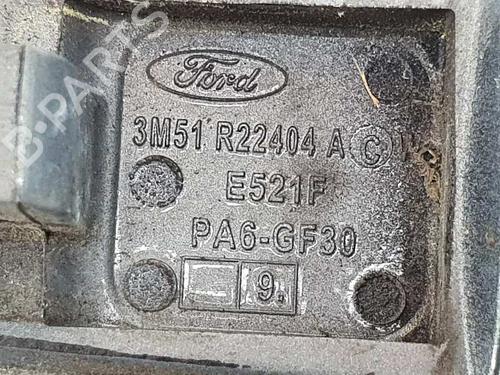 Ford
3M51 R22404 A C
E521F
PA6-GF30
9.
B-PARTS